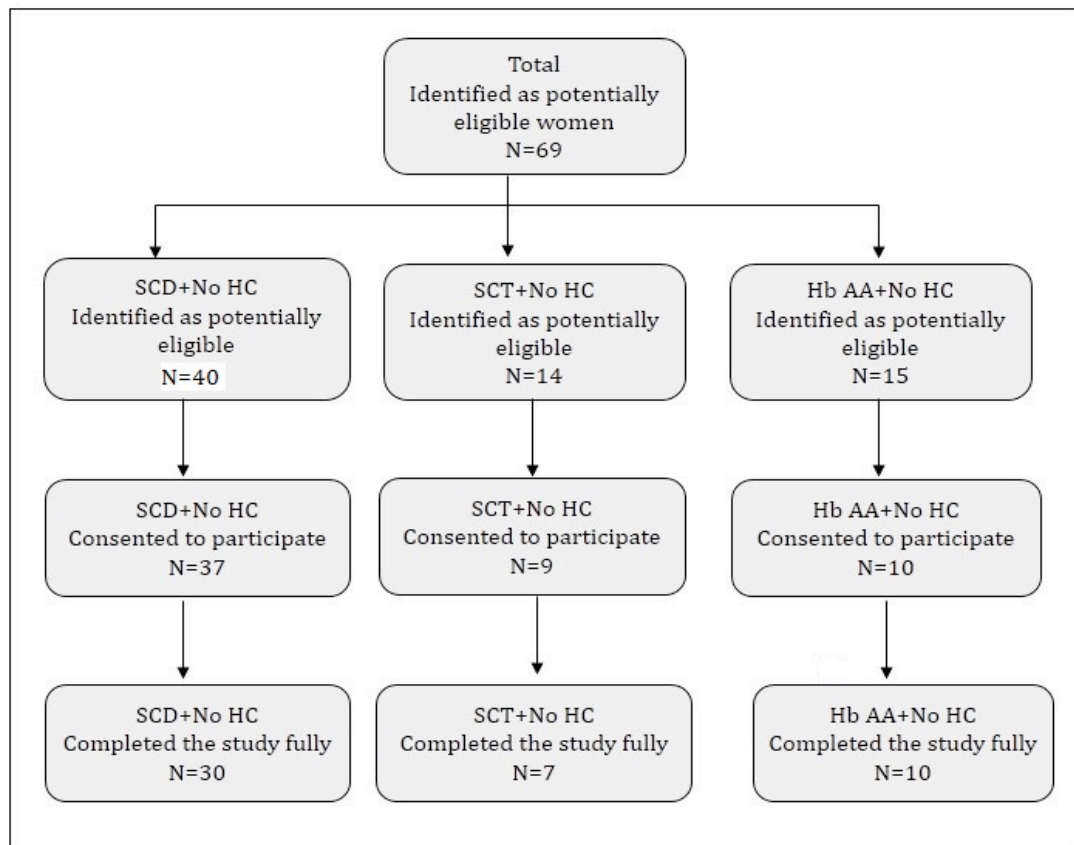 Total
Identified as potentially
eligible women
N=69
SCD+No HC
Identified as potentially
eligible
N=40
SCT+No HC
Identified as potentially
eligible
N=14
Hb AA+No HC
Identified as potentially
eligible
N=15
SCD+No HC
Consented to participate
N=37
SCT+No HC
Consented to participate
N=9
Hb AA+No HC
Consented to participate
N=10
SCD+No HC
Completed the study fully
N=30
SCT+No HC
Completed the study fully
N=7
Hb AA+No HC
Completed the study fully
N=10